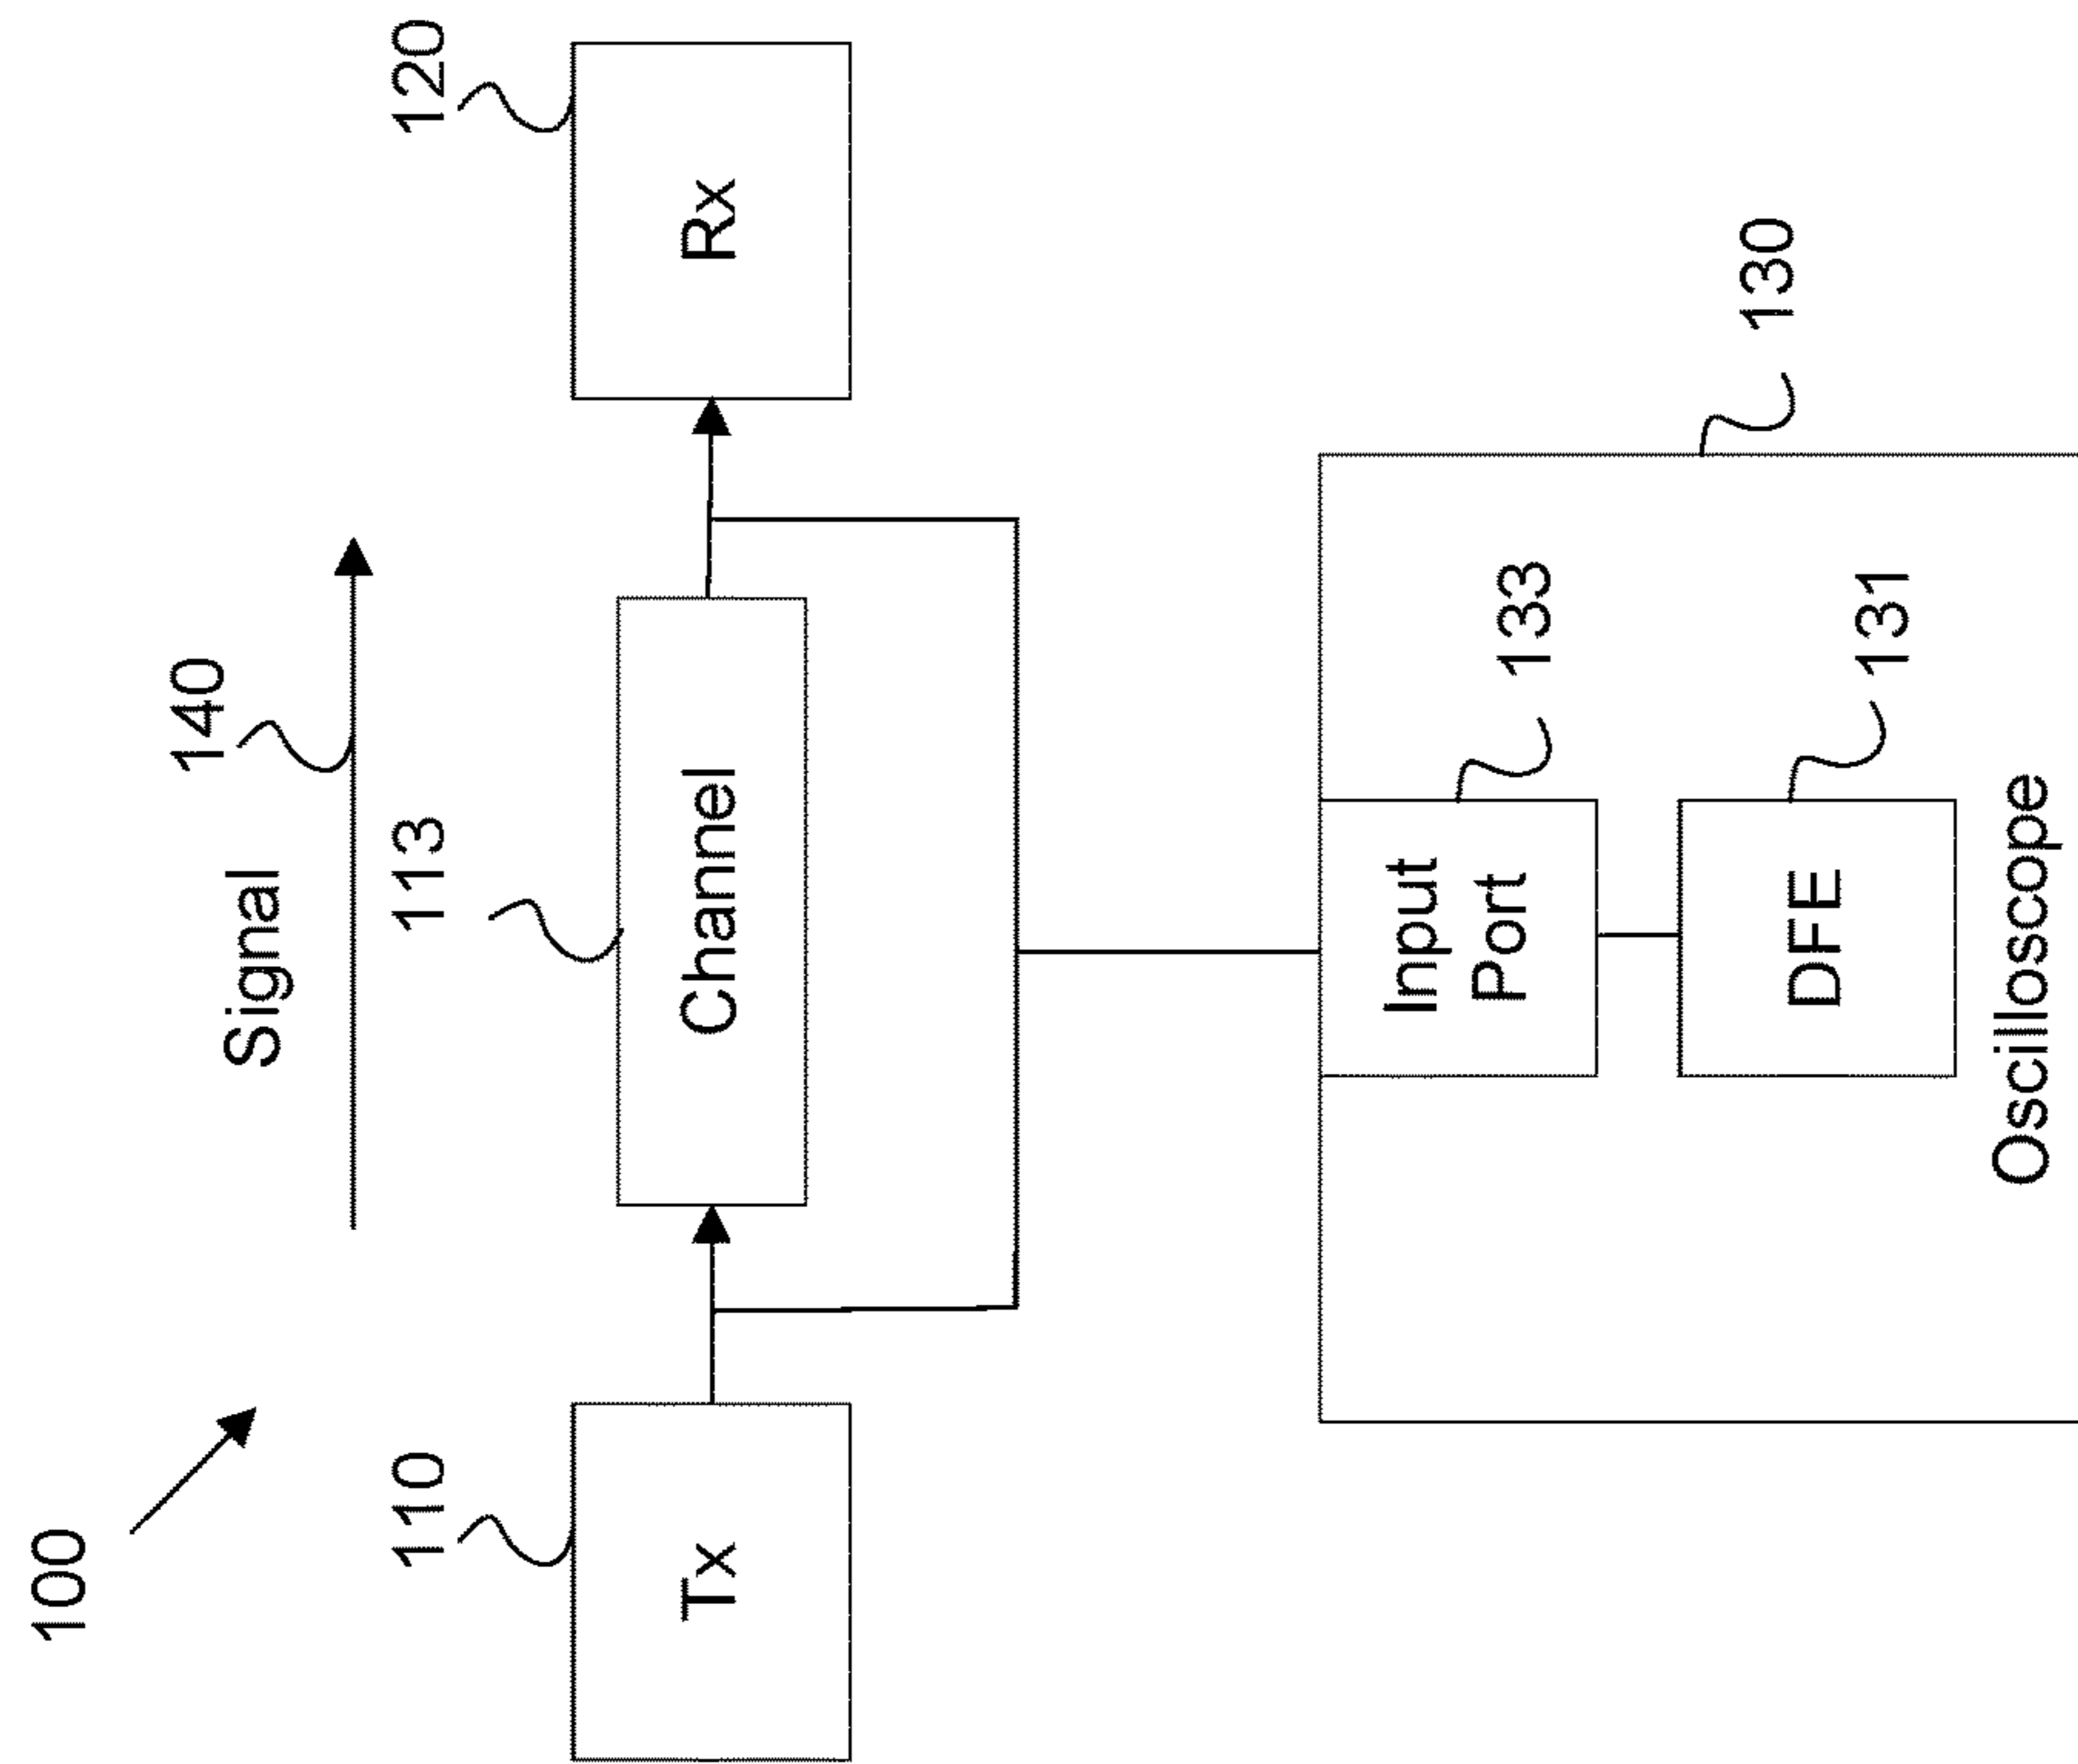 100
Signal
140
110
113
120
Tx
Channel
Rx
130
Input
Port
133
DFE
131
Oscilloscope